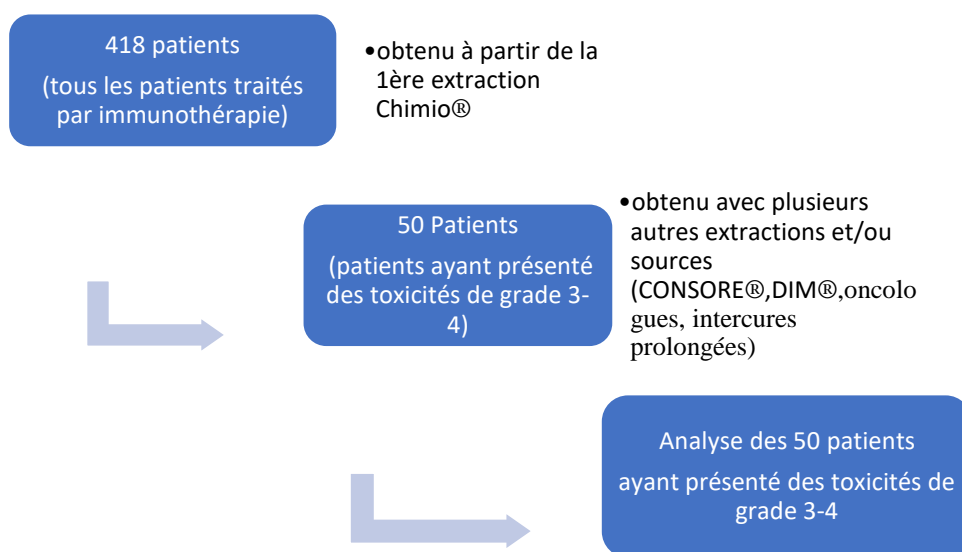 418 patients
(tous les patients traités
par immunothérapie)
•obtenu à partir de la
1ère extraction
Chimio®
50 Patients
(patients ayant présenté
des toxicités de grade 3-
4)
•obtenu avec plusieurs
autres extractions et/ou
sources
(CONSORE®,DIM®,oncolo
gues, intercures
prolongées)
Analyse des 50 patients
ayant présenté des toxicités de
grade 3-4